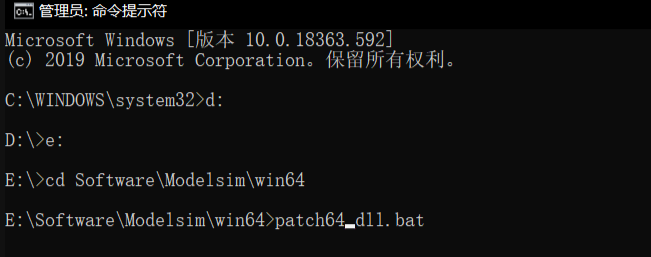 管理员: 命令提示符
Microsoft Windows [版本 10.0.18363.592]
(c) 2019 Microsoft Corporation。保留所有权利。
C:\WINDOWS\system32>d:
D:\>e:
E:\>cd Software\Modelsim\win64
E:\Software\Modelsim\win64>patch64_dll.bat